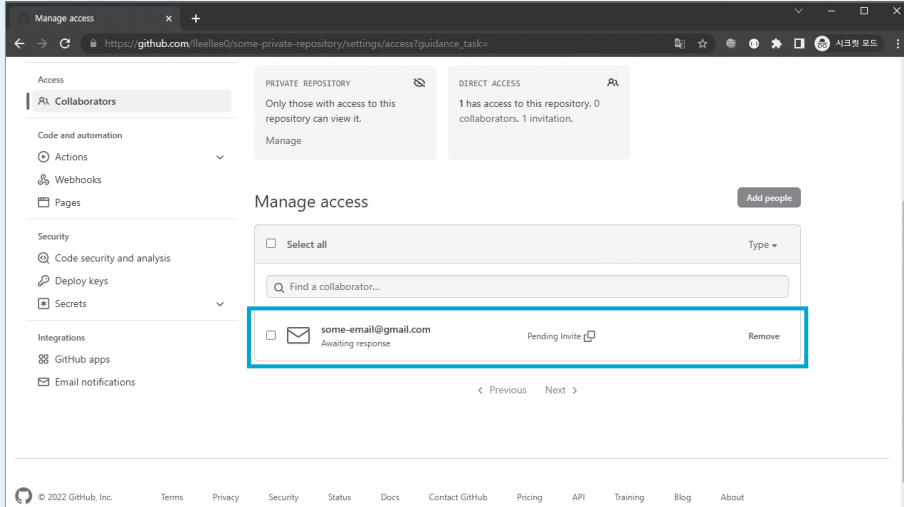 Manage access
https://github.com/lleellee0/some-private-repository/settings/access?guidance_task=
시크릿 모드
Access
Collaborators
Code and automation
Actions
Webhooks
Pages
Security
Code security and analysis
Deploy keys
Secrets
Integrations
GitHub apps
Email notifications
PRIVATE REPOSITORY
Only those with access to this
repository can view it.
Manage
DIRECT ACCESS
1 has access to this repository. 0
collaborators. 1 invitation.
Manage access
Add people
Select all
Type
Find a collaborator...
some-email@gmail.com
Awaiting response
Pending Invite
Remove
Previous Next
© 2022 GitHub, Inc. Terms Privacy Security Status Docs Contact GitHub Pricing API Training Blog About